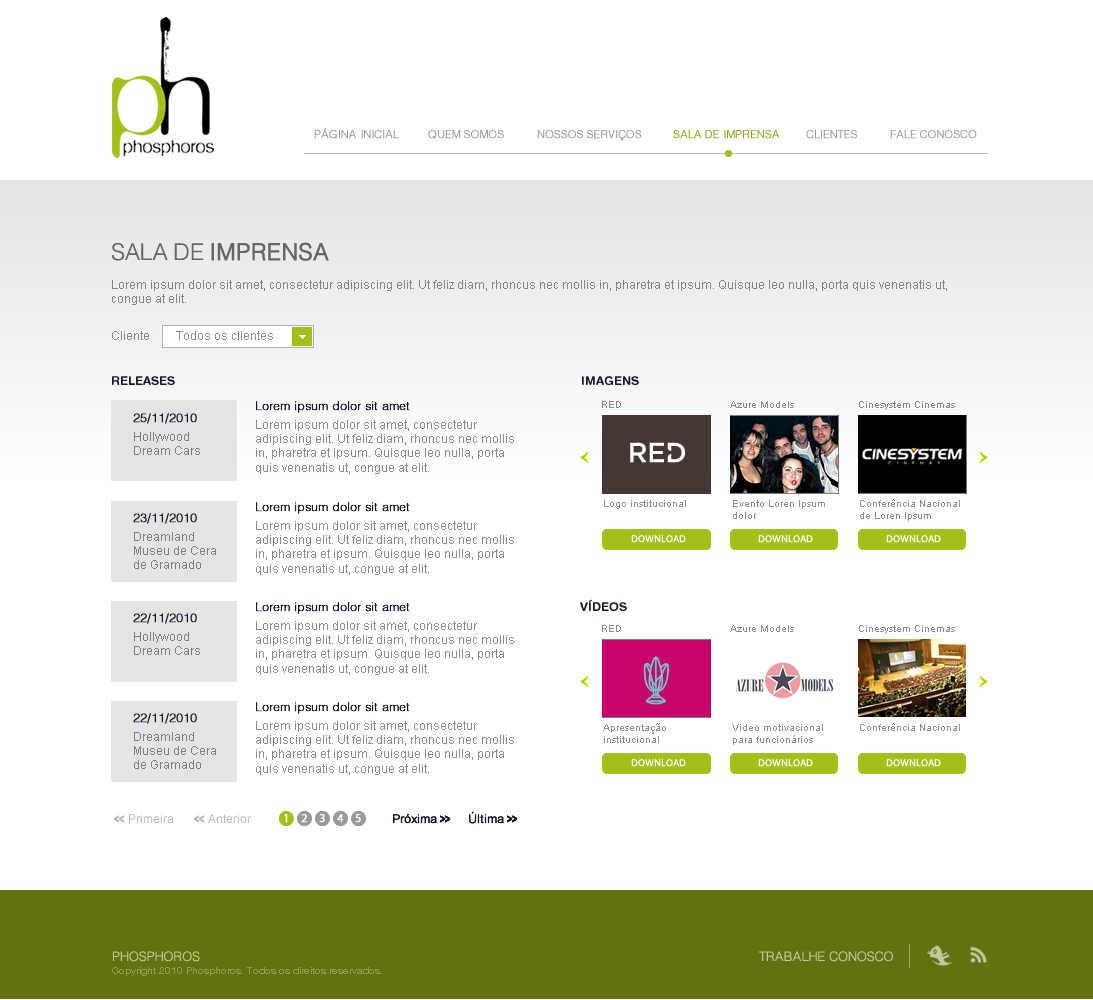 ph
phosphoros
PÁGINA INICIAL QUEM SOMOS NOSSOS SERVIÇOS SALA DE IMPRENSA CLIENTES FALE CONOSCO
SALA DE IMPRENSA
Lorem ipsum dolor sit amet, consectetur adipiscing elit. Ut feliz diam, rhoncus nec mollis in, pharetra et ipsum. Quisque leo nulla, porta quis venenatis ut,
congue at elit.
Cliente Todos os clientes
RELEASES
25/11/2010
Hollywood
Dream Cars
Lorem ipsum dolor sit amet
Lorem ipsum dolor sit amet, consectetur
adipiscing elit. Ut feliz diam, rhoncus nec mollis
in, pharetra et ipsum. Quisque leo nulla, porta
quis venenatis ut, congue at elit.
23/11/2010
Dreamland
Museu de Cera
de Gramado
Lorem ipsum dolor sit amet
Lorem ipsum dolor sit amet, consectetur
adipiscing elit. Ut feliz diam, rhoncus nec mollis
in, pharetra et ipsum. Quisque leo nulla, porta
quis venenatis ut, congue at elit.
22/11/2010
Hollywood
Dream Cars
Lorem ipsum dolor sit amet
Lorem ipsum dolor sit amet, consectetur
adipiscing elit. Ut feliz diam, rhoncus nec mollis
in, pharetra et ipsum. Quisque leo nulla, porta
quis venenatis ut, congue at elit.
22/11/2010
Dreamland
Museu de Cera
de Gramado
Lorem ipsum dolor sit amet
Lorem ipsum dolor sit amet, consectetur
adipiscing elit. Ut feliz diam, rhoncus nec mollis
in, pharetra et ipsum. Quisque leo nulla, porta
quis venenatis ut, congue at elit.
Primeira Anterior 1 2 3 4 5 Próxima Última
IMAGENS
RED
RED
Logo institucional
DOWNLOAD
Azure Models
Evento Loren Ipsum
dolor
DOWNLOAD
Cinesystem Cinemas
CINESYSTEM
CINEMAS
Conferência Nacional
de Loren Ipsum
DOWNLOAD
VÍDEOS
RED
Apresentação
institucional
DOWNLOAD
Azure Models
AZURE MODELS
Video motivacional
para funcionários
DOWNLOAD
Cinesystem Cinemas
Conferência Nacional
DOWNLOAD
PHOSPHOROS
Copyright 2010 Phosphoros. Todos os direitos reservados.
TRABALHE CONOSCO